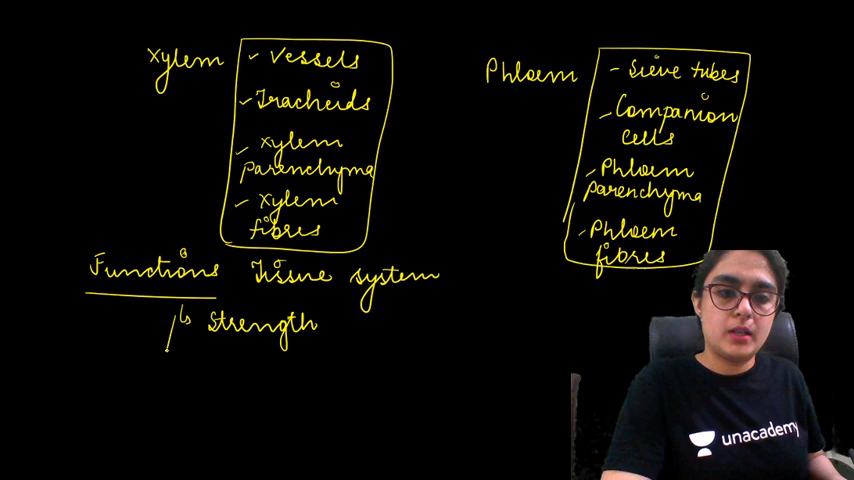 Xylem
- Vessels
- Tracheids
- Xylem
parenchyma
- Xylem
fibres
Phloem
- Sieve tubes
- Companion
cells
- Phloem
parenchyma
- Phloem
fibres
Functions Tissue system
↳ Strength
unacademy